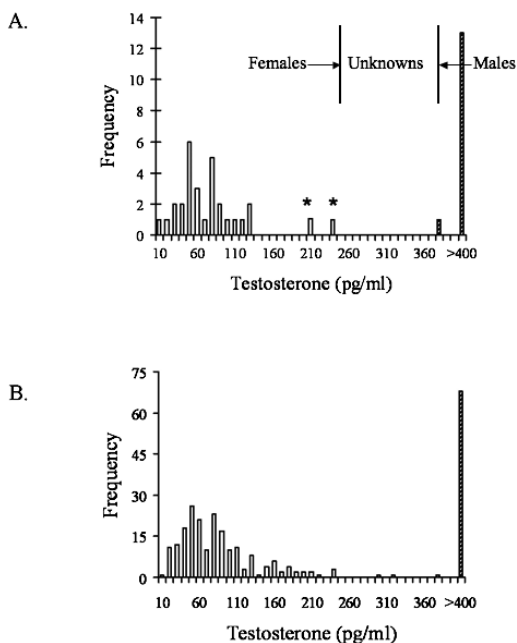 A.
14
12
10
8
6
4
2
0
Frequency
Females
Unknowns
Males
* *
10 60 110 160 210 260 310 360 >400
Testosterone (pg/ml)
B.
75
60
45
30
15
0
Frequency
10 60 110 160 210 260 310 360 >400
Testosterone (pg/ml)